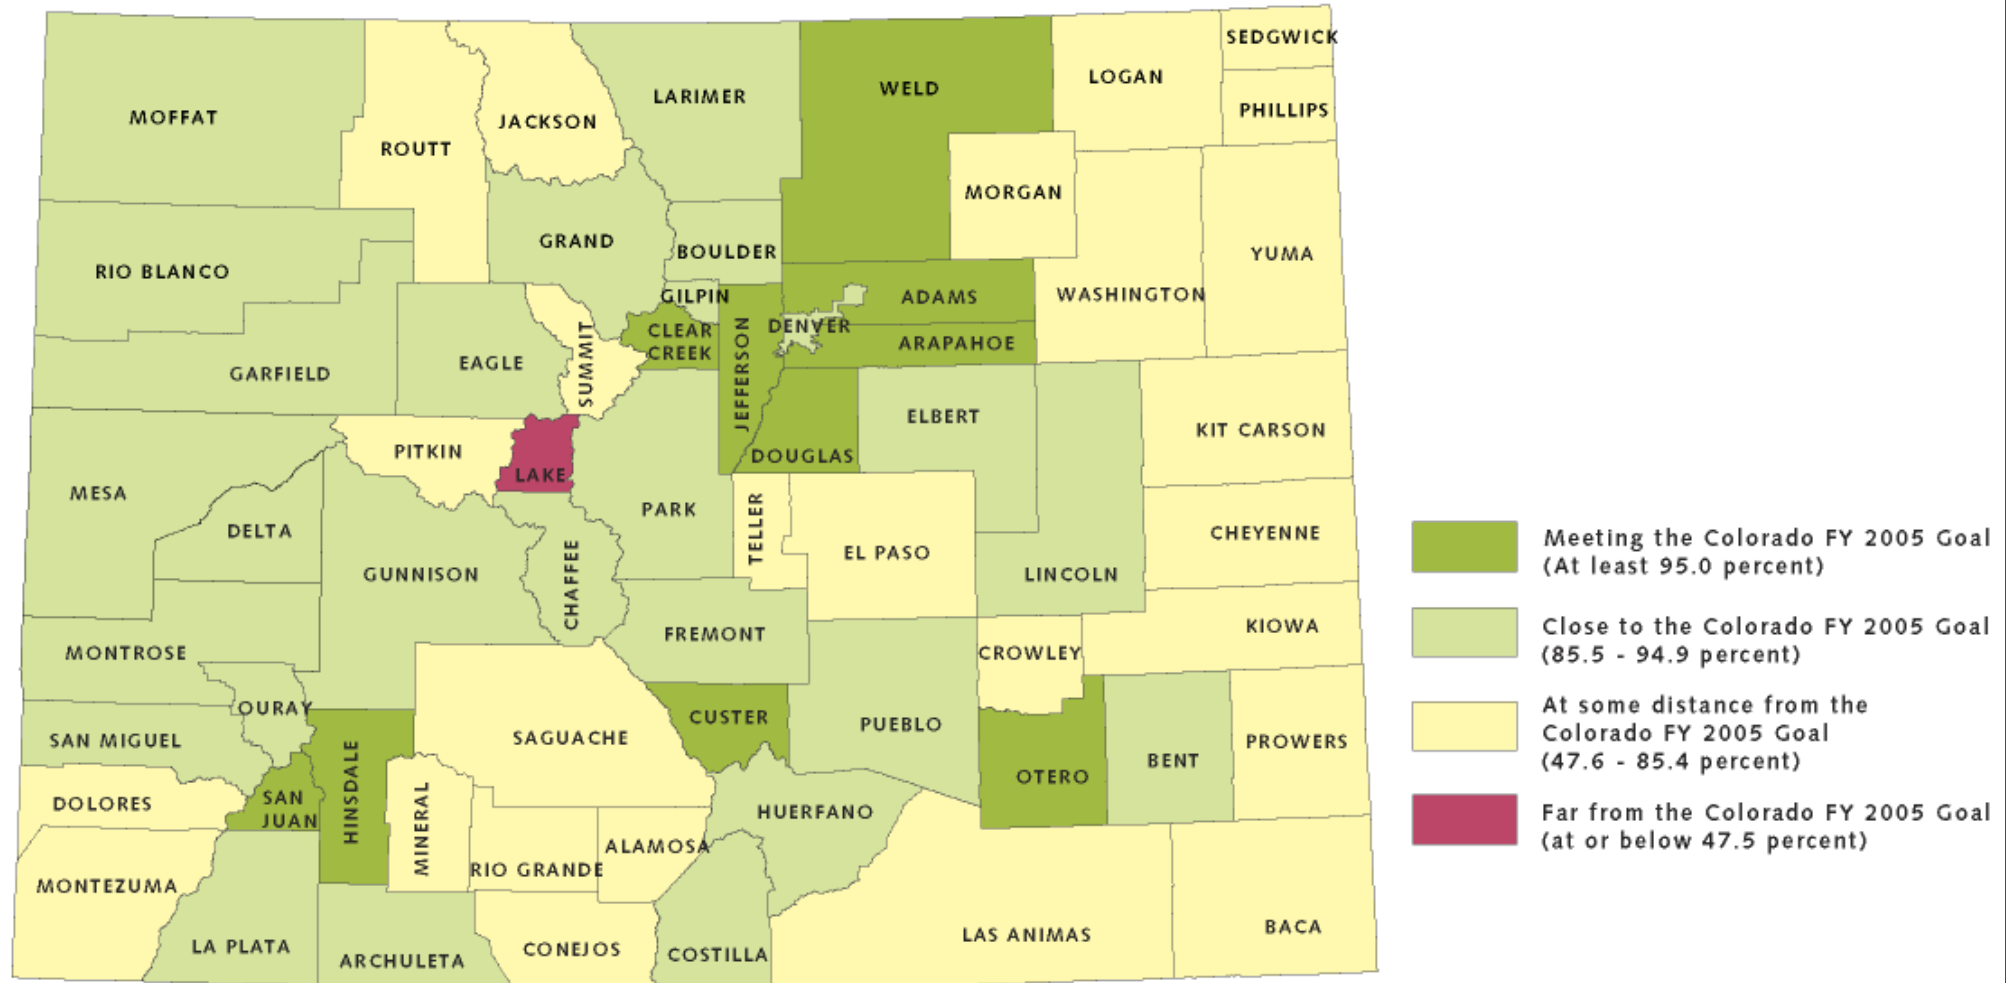 SEDGWICK
LOGAN
WELD
LARIMER
PHILLIPS
MOFFAT
JACKSON
ROUTT
MORGAN
GRAND
BOULDER
YUMA
RIO BLANCO
GILPIN
ADAMS
WASHINGTON
CLEAR
CREEK
DENVER
ARAPAHOE
SUMMIT
JEFFERSON
EAGLE
GARFIELD
ELBERT
KIT CARSON
PITKIN
DOUGLAS
LAKE
MESA
PARK
TELLER
DELTA
CHEYENNE
EL PASO
GUNNISON
LINCOLN
CHAFFEE
KIOWA
FREMONT
MONTROSE
CROWLEY
OURAY
CUSTER
PUEBLO
SAN MIGUEL
SAGUACHE
PROWERS
BENT
OTERO
HINSDALE
DOLORES
SAN
JUAN
HUERFANO
MINERAL
ALAMOSA
RIO GRANDE
MONTEZUMA
BACA
LAS ANIMAS
LA PLATA
CONEJOS
COSTILLA
ARCHULETA
Meeting the Colorado FY 2005 Goal
(At least 95.0 percent)
Close to the Colorado FY 2005 Goal
(85.5 - 94.9 percent)
At some distance from the
Colorado FY 2005 Goal
(47.6 - 85.4 percent)
Far from the Colorado FY 2005 Goal
(at or below 47.5 percent)